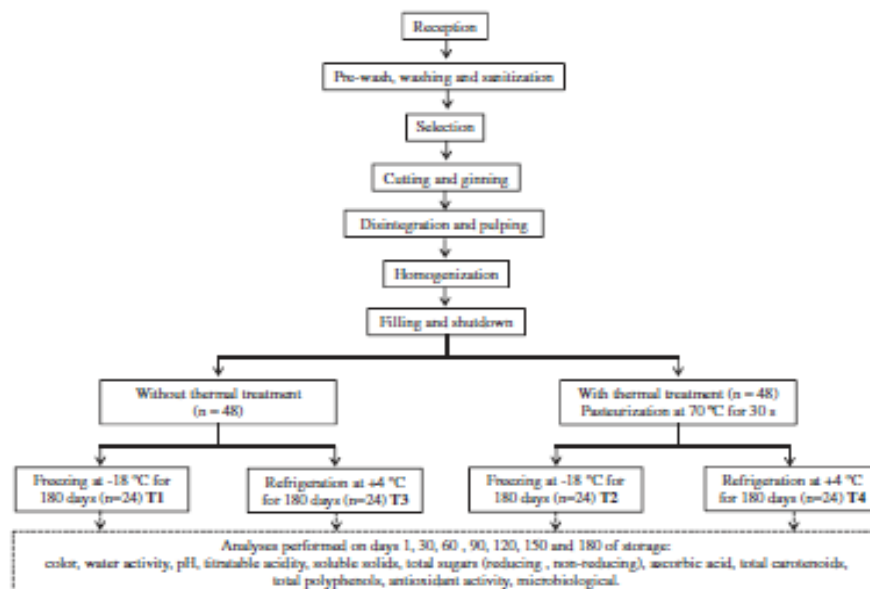 Reception
Pre-wash, washing and sanitization
Selection
Cutting and ginning
Disintegration and pulping
Homogenization
Filling and shutdown
Without thermal treatment
(n = 48)
With thermal treatment (n = 48)
Pasteurization at 70 ºC for 30 s
Freezing at -18 ºC for
180 days (n=24) T1
Refrigeration at +4 ºC
for 180 days (n=24) T3
Freezing at -18 ºC for
180 days (n=24) T2
Refrigeration at +4 ºC
for 180 days (n=24) T4
Analyses performed on days 1, 30, 60 , 90, 120, 150 and 180 of storage:
color, water activity, pH, titratable acidity, soluble solids, total sugars (reducing , non-reducing), ascorbic acid, total carotenoids,
total polyphenols, antioxidant activity, microbiological.